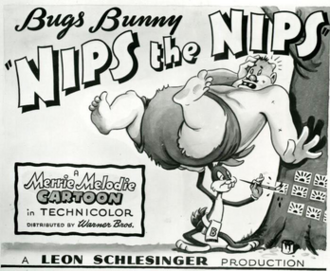 Bugs Bunny
"NIPS the NIPS"
A
Merrie Melodie
CARTOON
in TECHNICOLOR
DISTRIBUTED BY Warner Bros.
A LEON SCHLESINGER PRODUCTION